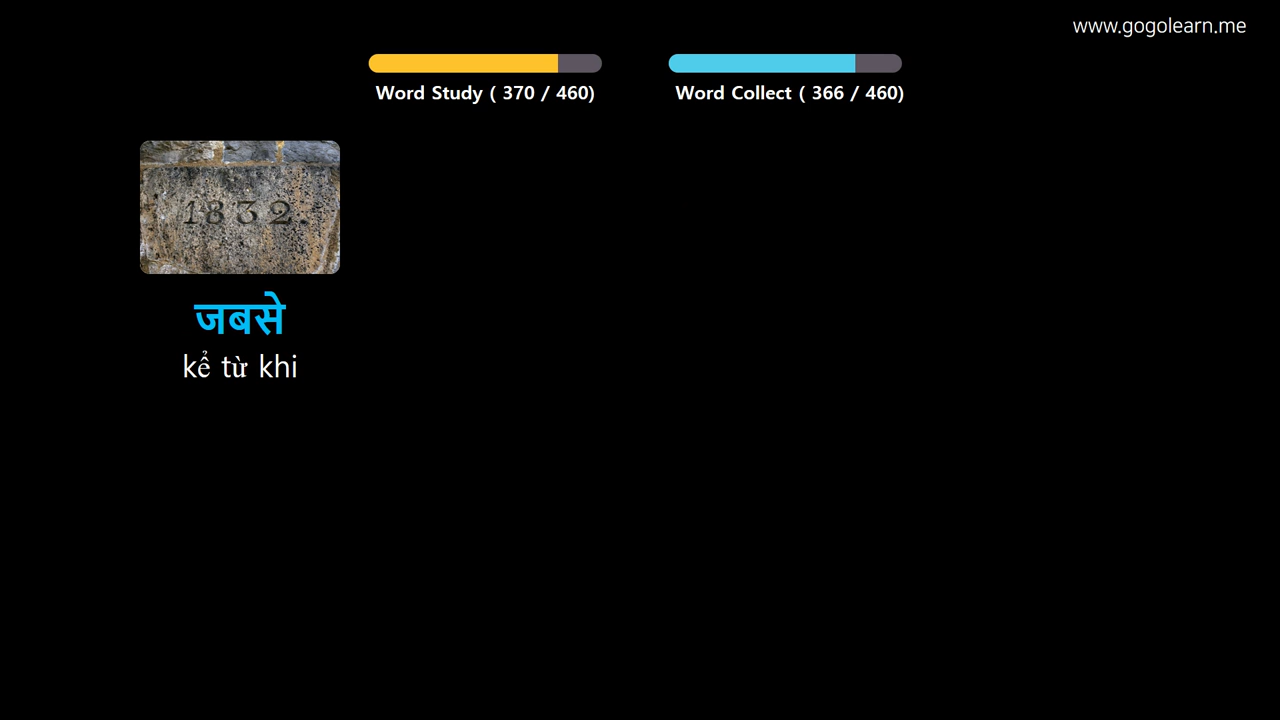 www.gogolearn.me
Word Study ( 370 / 460)
Word Collect ( 366 / 460)
1832.
जबसे
kể từ khi